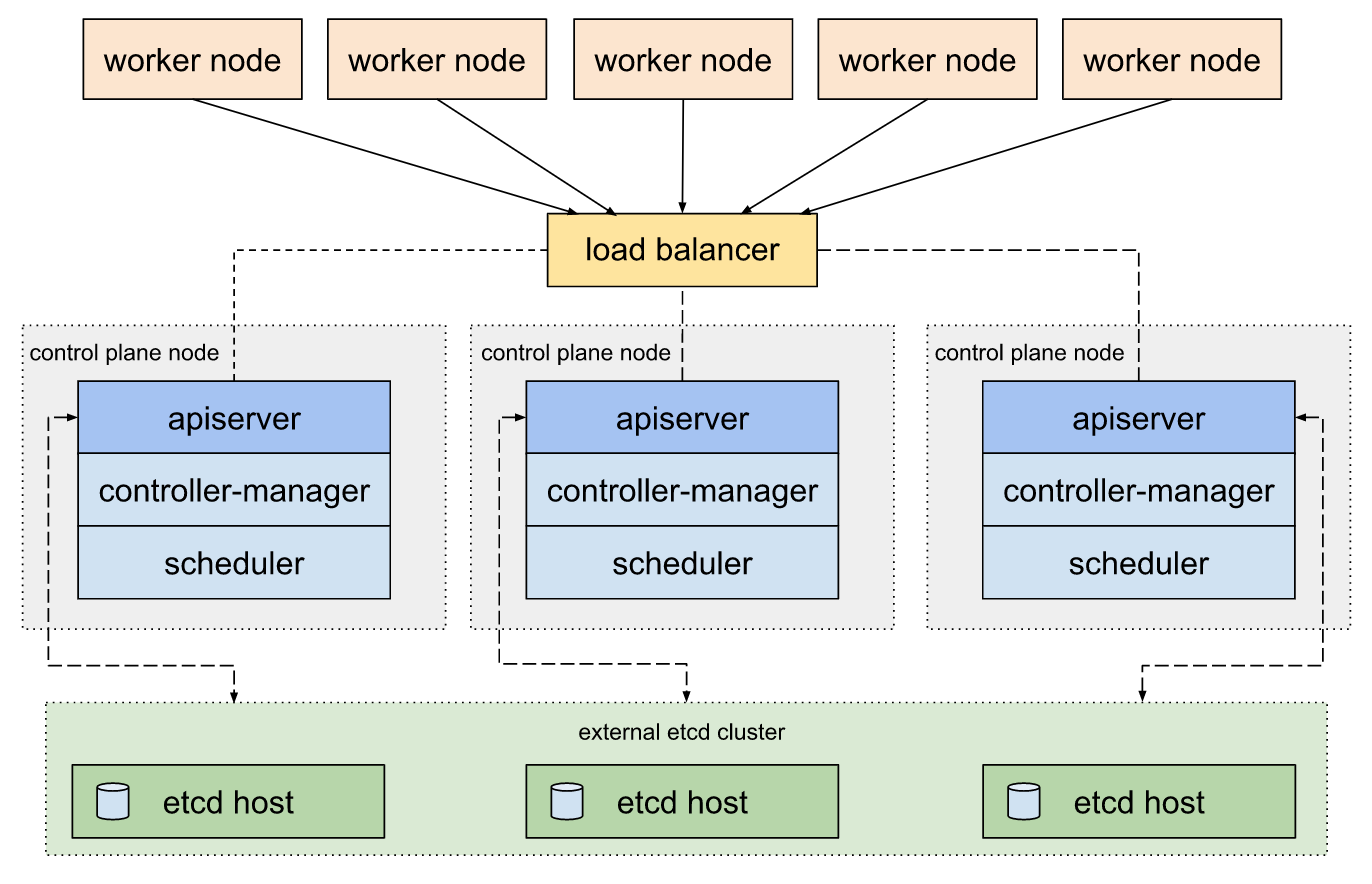 worker node
worker node
worker node
worker node
worker node
load balancer
control plane node
apiserver
controller-manager
scheduler
control plane node
apiserver
controller-manager
scheduler
control plane node
apiserver
controller-manager
scheduler
external etcd cluster
etcd host
etcd host
etcd host